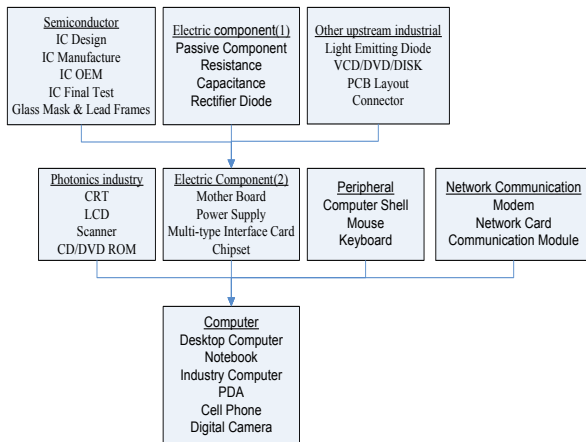 Semiconductor
IC Design
IC Manufacture
IC OEM
IC Final Test
Glass Mask & Lead Frames
Electric component(1)
Passive Component
Resistance
Capacitance
Rectifier Diode
Other upstream industrial
Light Emitting Diode
VCD/DVD/DISK
PCB Layout
Connector
Photonics industry
CRT
LCD
Scanner
CD/DVD ROM
Electric Component(2)
Mother Board
Power Supply
Multi-type Interface Card
Chipset
Peripheral
Computer Shell
Mouse
Keyboard
Network Communication
Modem
Network Card
Communication Module
Computer
Desktop Computer
Notebook
Industry Computer
PDA
Cell Phone
Digital Camera